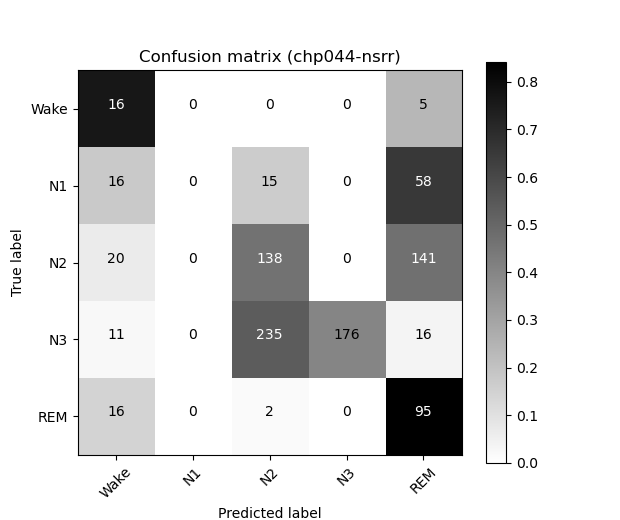 Confusion matrix (chp044-nsrr)
True label
Wake 16 0 0 0 5
N1 16 0 15 0 58
N2 20 138 0 141
N3 11 0 235 176 16
REM 16 0 2 0 95
Wake N1 N2 N3 REM
Predicted label
0.8
0.7
0.6
0.5
0.4
0.3
0.2
0.1
0.0